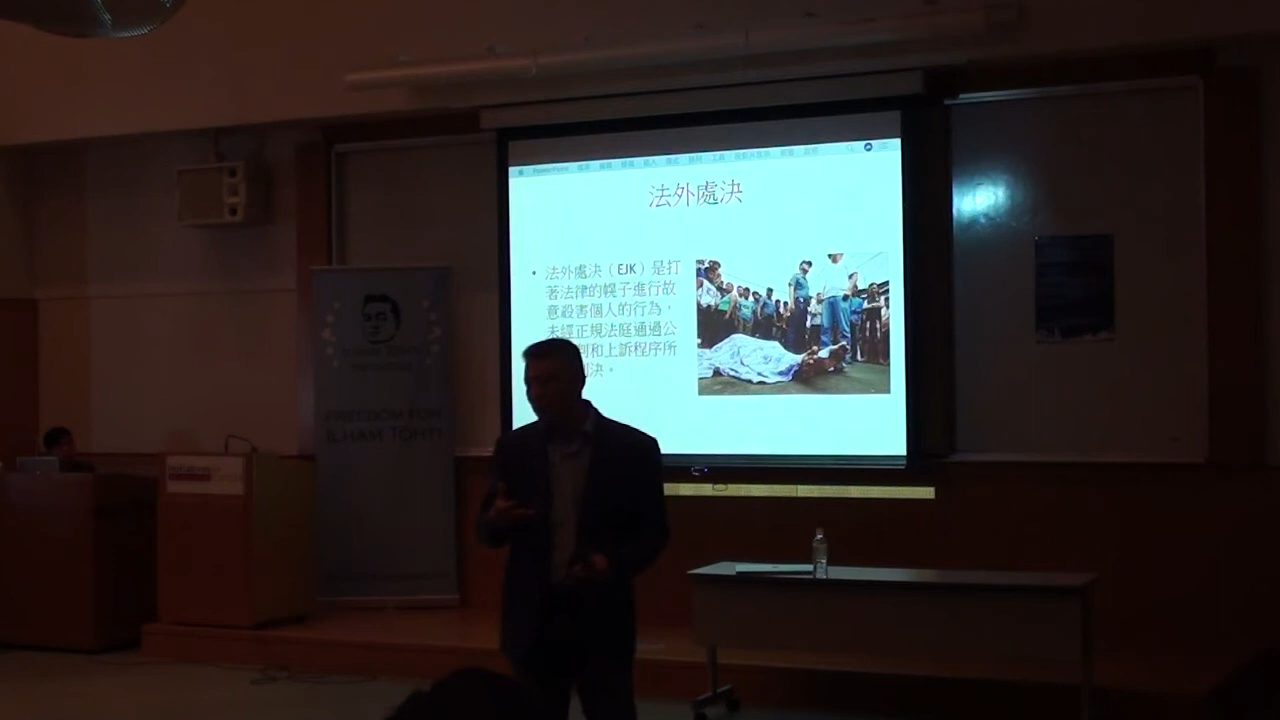 PowerPoint
法外處決
• 法外處決（EJK）是打
著法律的幌子進行故
意殺害個人的行為，
未經正規法庭通過公
判和上訴程序所
決。
FREEDOM FOR
ILHAM TOHTI